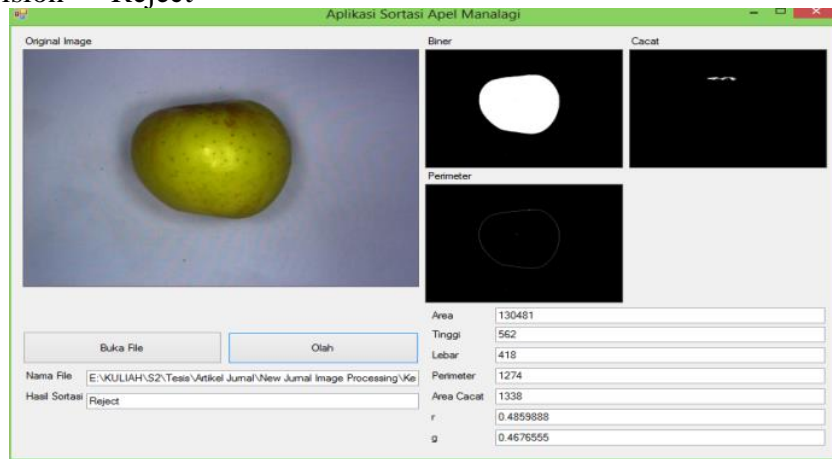 Reject
Aplikasi Sortasi Apel Manalagi
Original Image
Biner
Cacat
Perimeter
Buka File
Olah
Nama File E:\KULIAH\S2\Tesis\Artikel Jurnal\New Jurnal Image Processing\Ke
Hasil Sortasi Reject
Area 130481
Tinggi 562
Lebar 418
Perimeter 1274
Area Cacat 1338
r 0.4859888
g 0.4676555